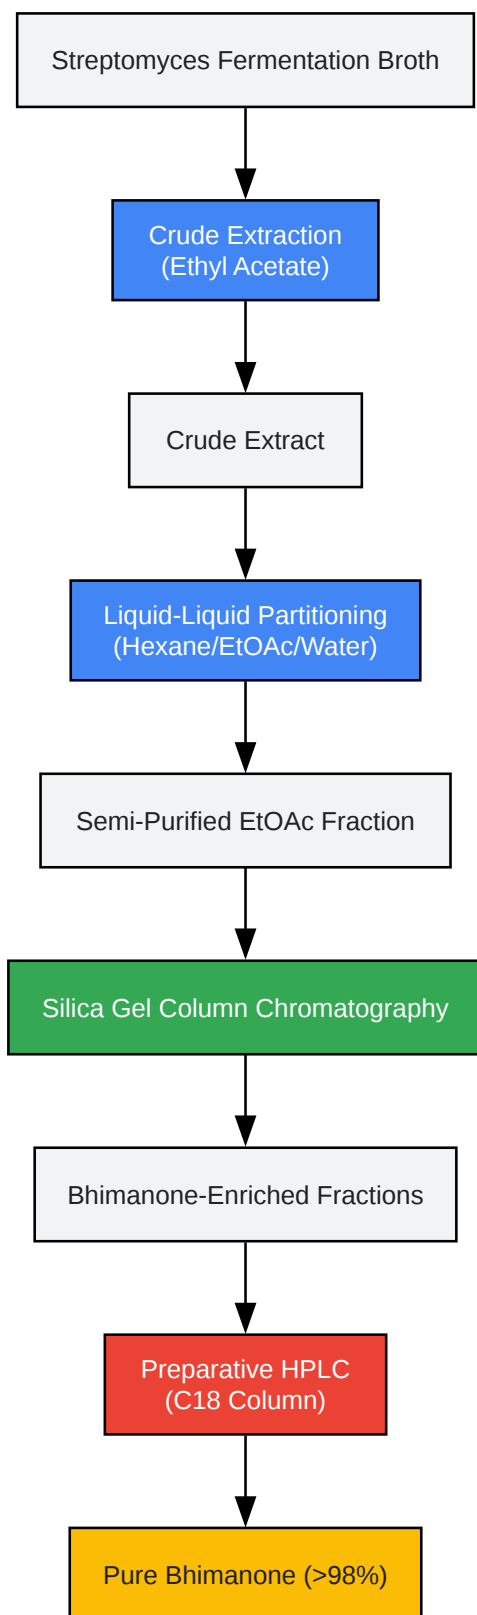 Streptomyces Fermentation Broth
Crude Extraction
(Ethyl Acetate)
Crude Extract
Liquid-Liquid Partitioning
(Hexane/EtOAc/Water)
Semi-Purified EtOAc Fraction
Silica Gel Column Chromatography
Bhimanone-Enriched Fractions
Preparative HPLC
(C18 Column)
Pure Bhimanone (>98%)